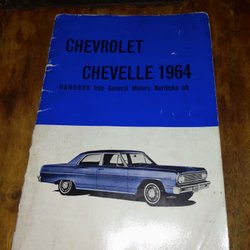 CHEVROLET
CHEVELLE 1964
HANDBOK från General Motors Nordiska ab